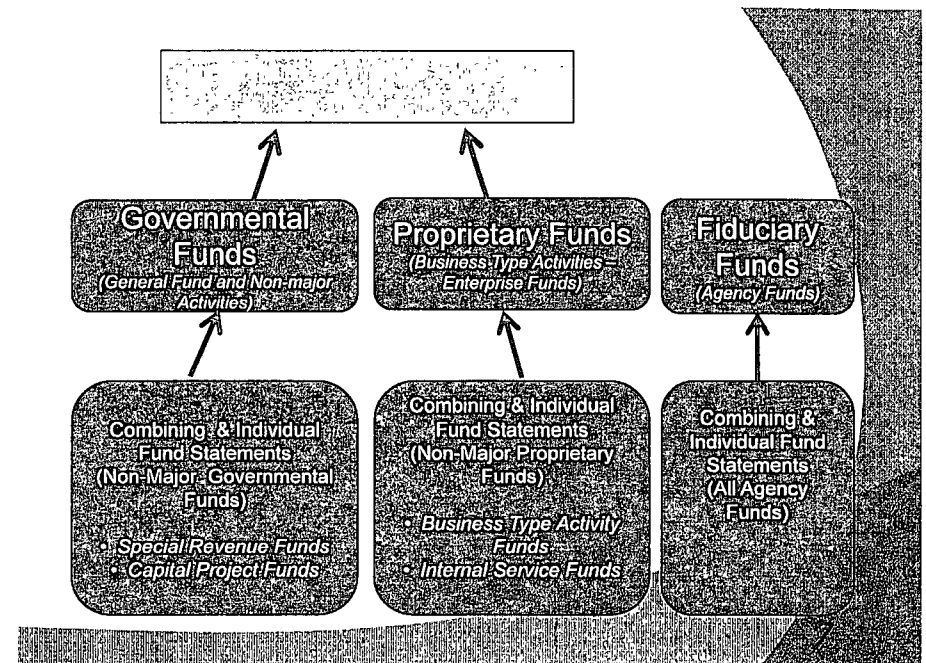 Governmental
Funds
(General Fund and Non-major
Activities)
Proprietary Funds
(Business Type Activities –
Enterprise Funds)
Fiduciary
Funds
(Agency Funds)
Combining & Individual
Fund Statements
(Non-Major Governmental
Funds)
• Special Revenue Funds
• Capital Project Funds
Combining & Individual
Fund Statements
(Non-Major Proprietary
Funds)
• Business Type Activity
Funds
• Internal Service Funds
Combining &
Individual Fund
Statements
(All Agency
Funds)